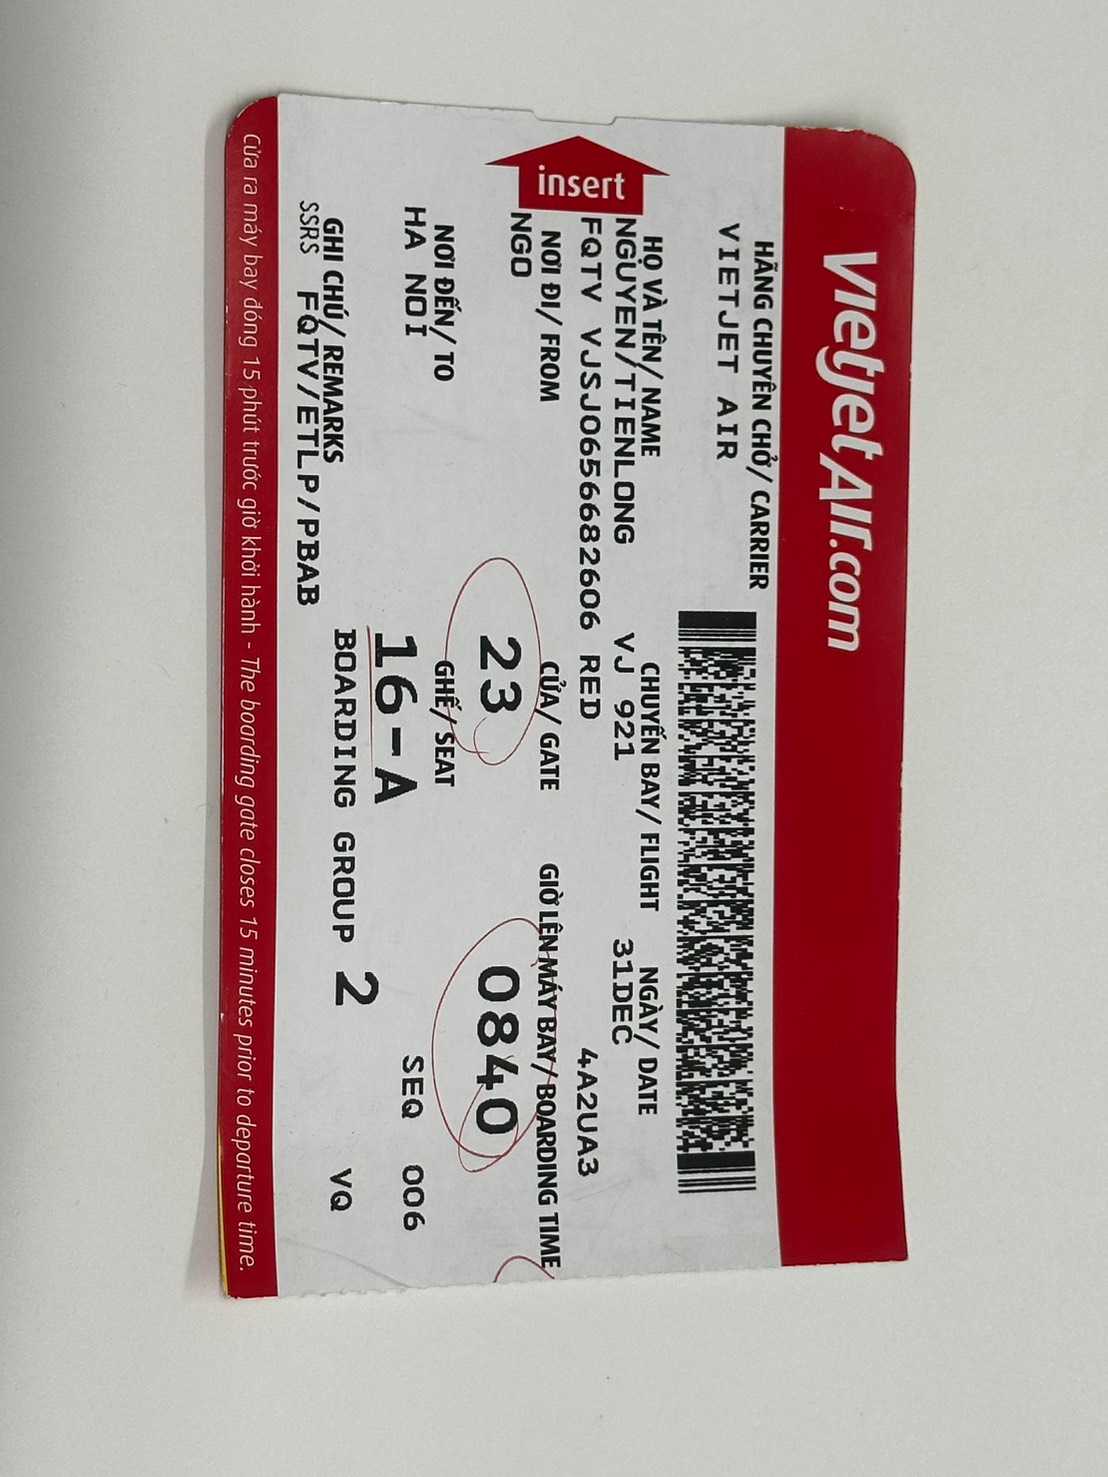 VietjetAir.com
HÃNG CHUYÊN CHỞ/ CARRIER
VIETJET AIR
HỌ VÀ TÊN/ NAME CHUYẾN BAY/ FLIGHT NGÀY/ DATE
NGUYEN/TIENLONG VJ 921 31DEC
FQTV VJSJ0656682606 RED 4A2UA3
insert
NƠI ĐI/ FROM CỬA/ GATE GIỜ LÊN MÁY BAY/ BOARDING TIME
NGO 23 0840
NƠI ĐẾN/ TO GHẾ/ SEAT
HA NOI 16-A SEQ 006
GHI CHÚ/ REMARKS BOARDING GROUP 2 VQ
SSRS FQTV/ETLP/PBAB
Cửa ra máy bay đóng 15 phút trước giờ khởi hành - The boarding gate closes 15 minutes prior to departure time.